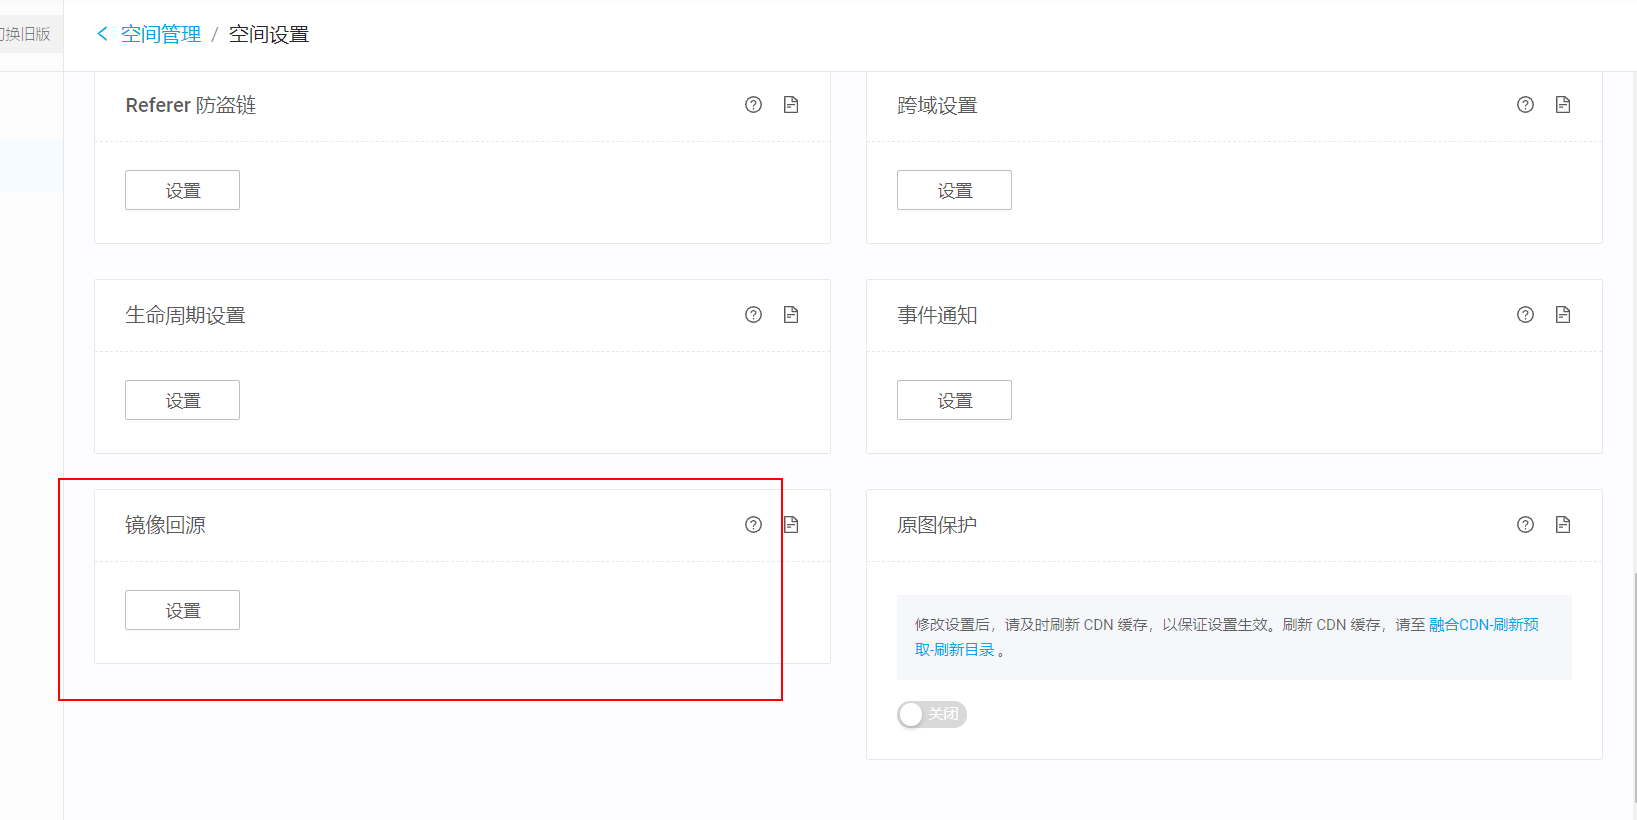 换旧版
空间管理 / 空间设置
Referer 防盗链
跨域设置
设置
设置
生命周期设置
事件通知
设置
设置
镜像回源
原图保护
设置
修改设置后，请及时刷新 CDN 缓存，以保证设置生效。刷新 CDN 缓存，请至 融合CDN-刷新预
取-刷新目录 。
关闭